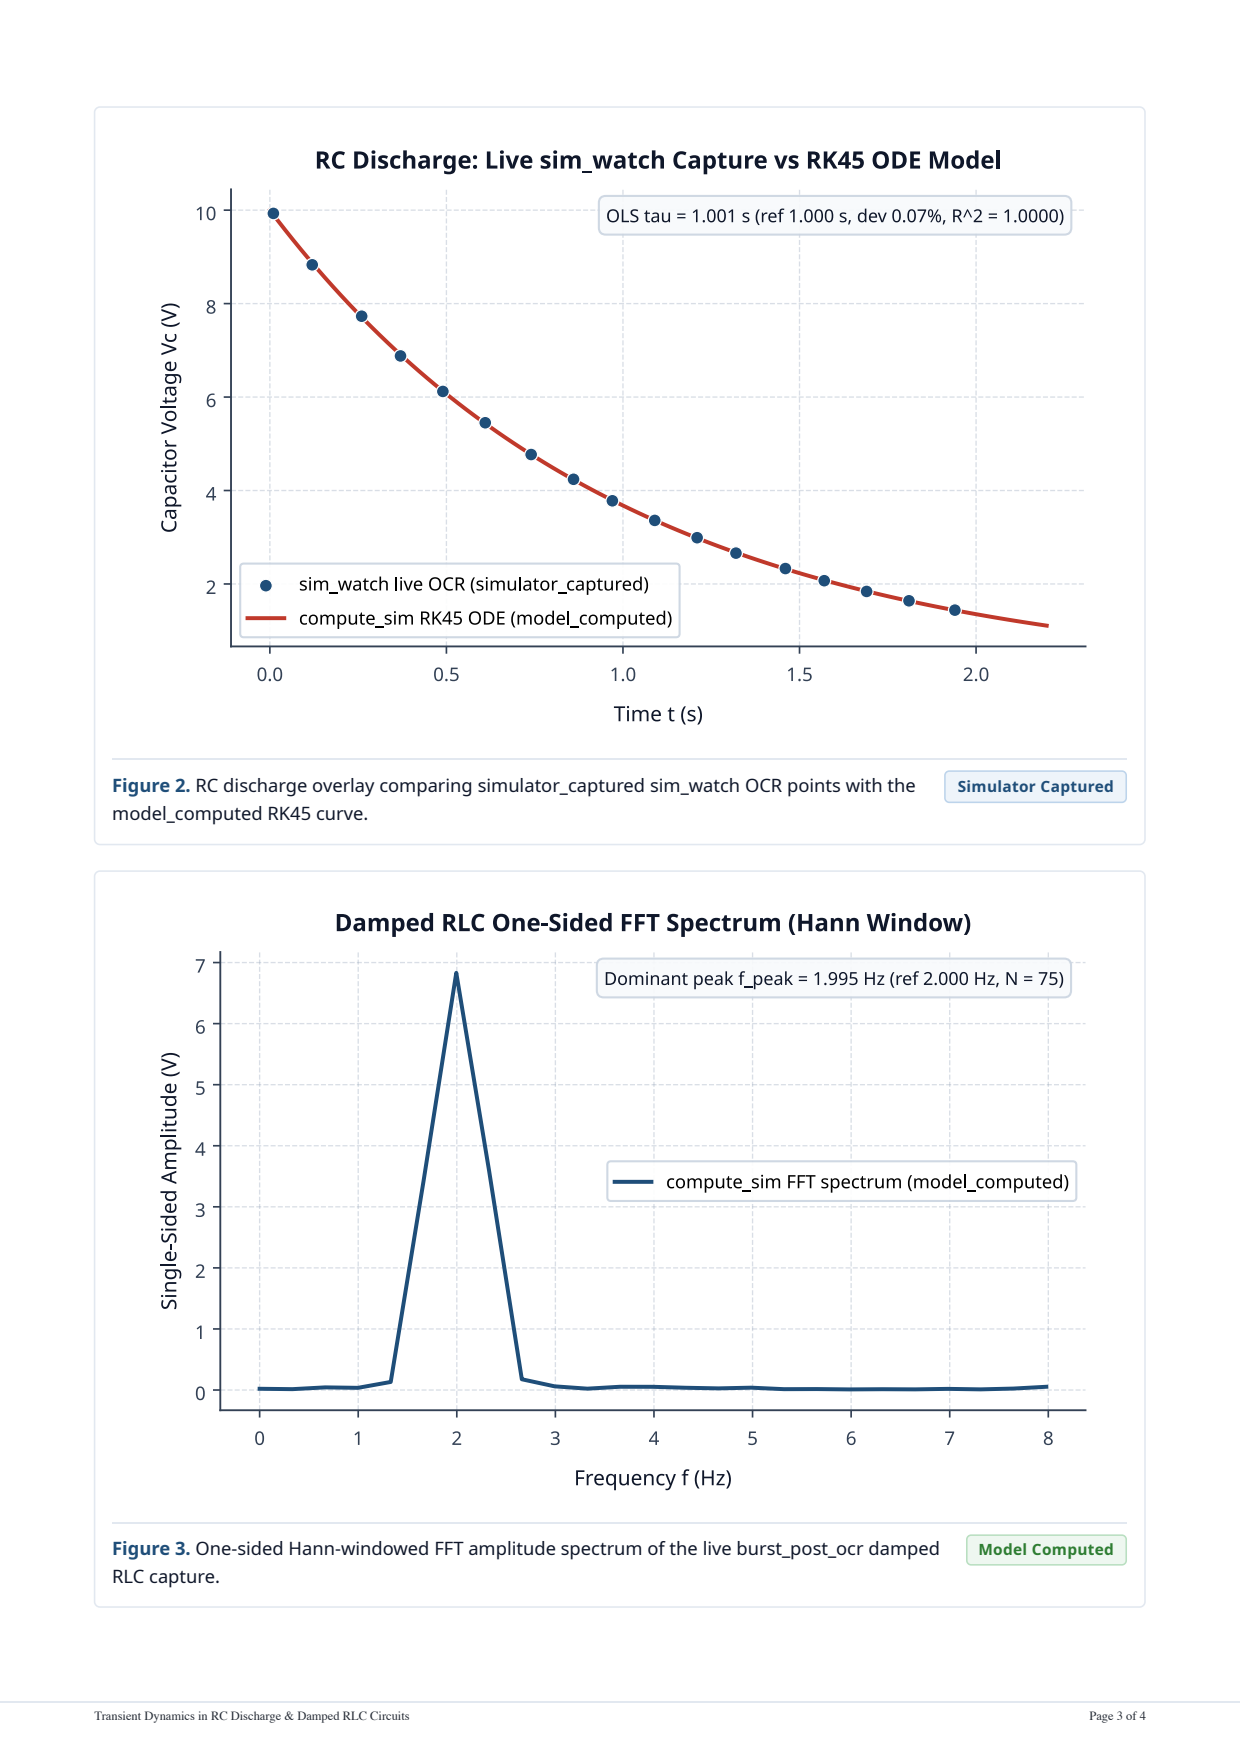 RC Discharge: Live sim_watch Capture vs RK45 ODE Model
OLS tau = 1.001 s (ref 1.000 s, dev 0.07%, R^2 = 1.0000)
10
8
6
4
2
Capacitor Voltage Vc (V)
sim_watch live OCR (simulator_captured)
compute_sim RK45 ODE (model_computed)
0.0 0.5 1.0 1.5 2.0
Time t (s)
Figure 2. RC discharge overlay comparing simulator_captured sim_watch OCR points with the
model_computed RK45 curve.
Simulator Captured
Damped RLC One-Sided FFT Spectrum (Hann Window)
Dominant peak f_peak = 1.995 Hz (ref 2.000 Hz, N = 75)
7
6
5
4
3
2
1
0
Single-Sided Amplitude (V)
compute_sim FFT spectrum (model_computed)
0 1 2 3 4 5 6 7 8
Frequency f (Hz)
Figure 3. One-sided Hann-windowed FFT amplitude spectrum of the live burst_post_ocr damped
RLC capture.
Model Computed
Transient Dynamics in RC Discharge & Damped RLC Circuits
Page 3 of 4